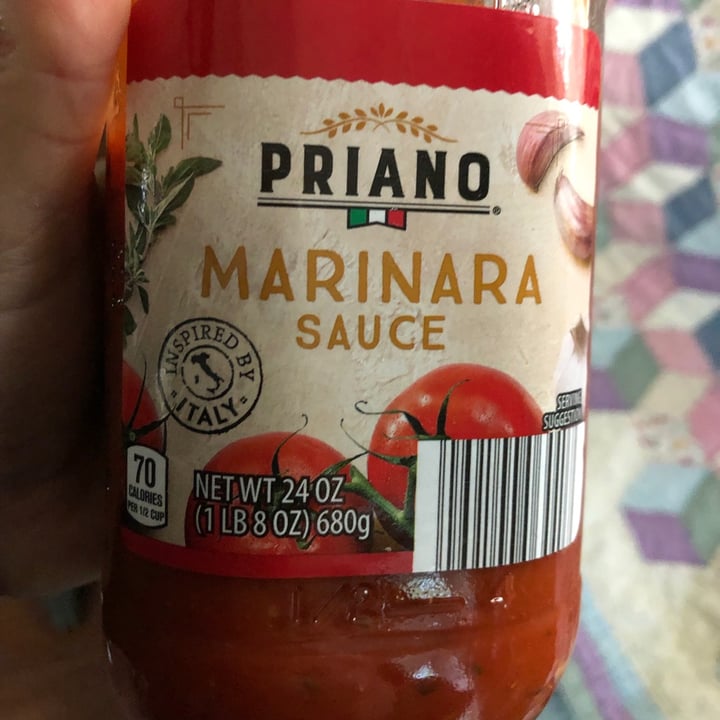 PRIANO®
MARINARA
SAUCE
INSPIRED BY
ITALY
SERVING
SUGGESTION
70
CALORIES
PER 1/2 CUP
NET WT 24 OZ
(1 LB 8 OZ) 680g